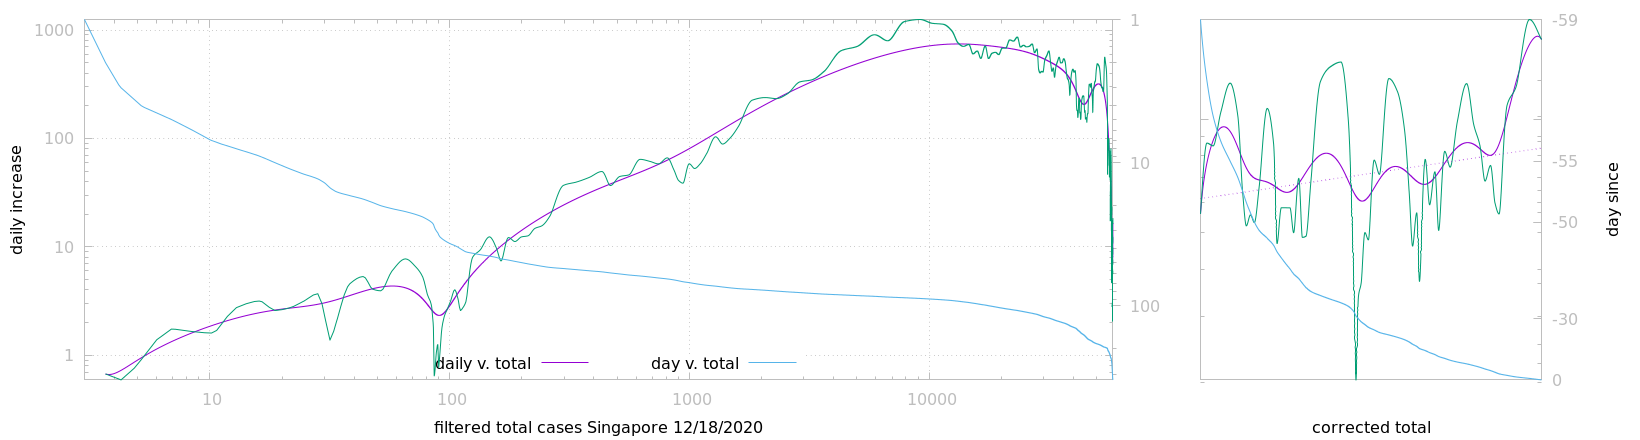 1000
100
10
1
daily increase
10
100
1000
10000
filtered total cases Singapore 12/18/2020
daily v. total
day v. total
1
10
100
-59
-55
-50
-30
0
day since
corrected total